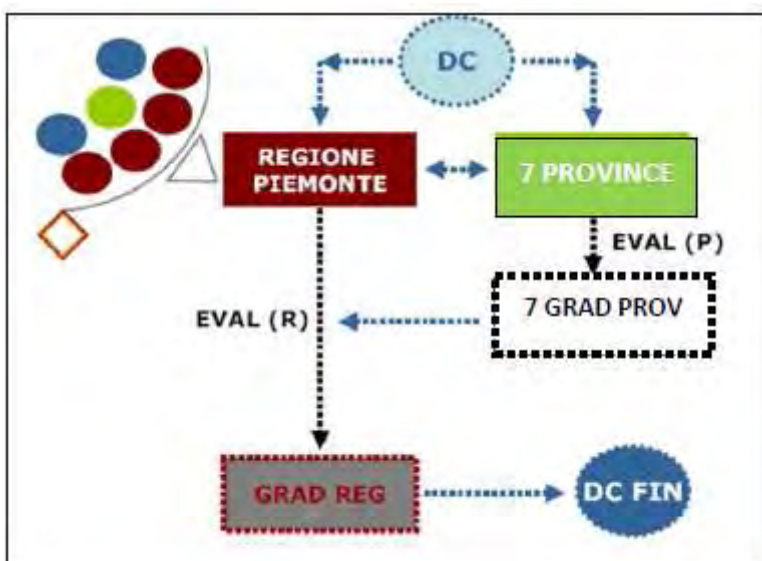 DC
REGIONE
PIEMONTE
7 PROVINCE
EVAL (P)
7 GRAD PROV
EVAL (R)
GRAD REG
DC FIN